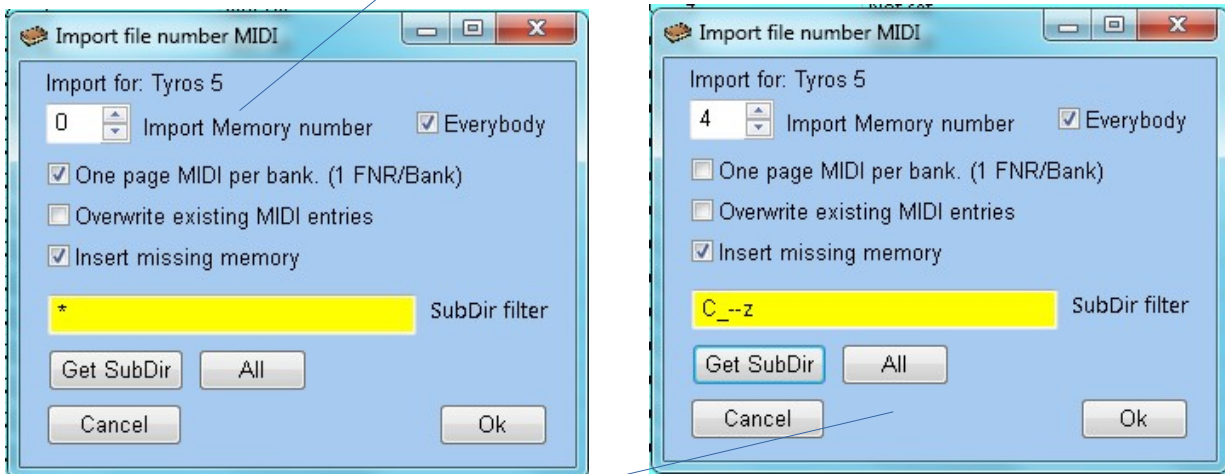 Import file number MIDI
Import for: Tyros 5
0 Import Memory number Everybody
One page MIDI per bank. (1 FNR/Bank)
Overwrite existing MIDI entries
Insert missing memory
* SubDir filter
Get SubDir All
Cancel Ok
Import file number MIDI
Import for: Tyros 5
4 Import Memory number Everybody
One page MIDI per bank. (1 FNR/Bank)
Overwrite existing MIDI entries
Insert missing memory
C_--z SubDir filter
Get SubDir All
Cancel Ok